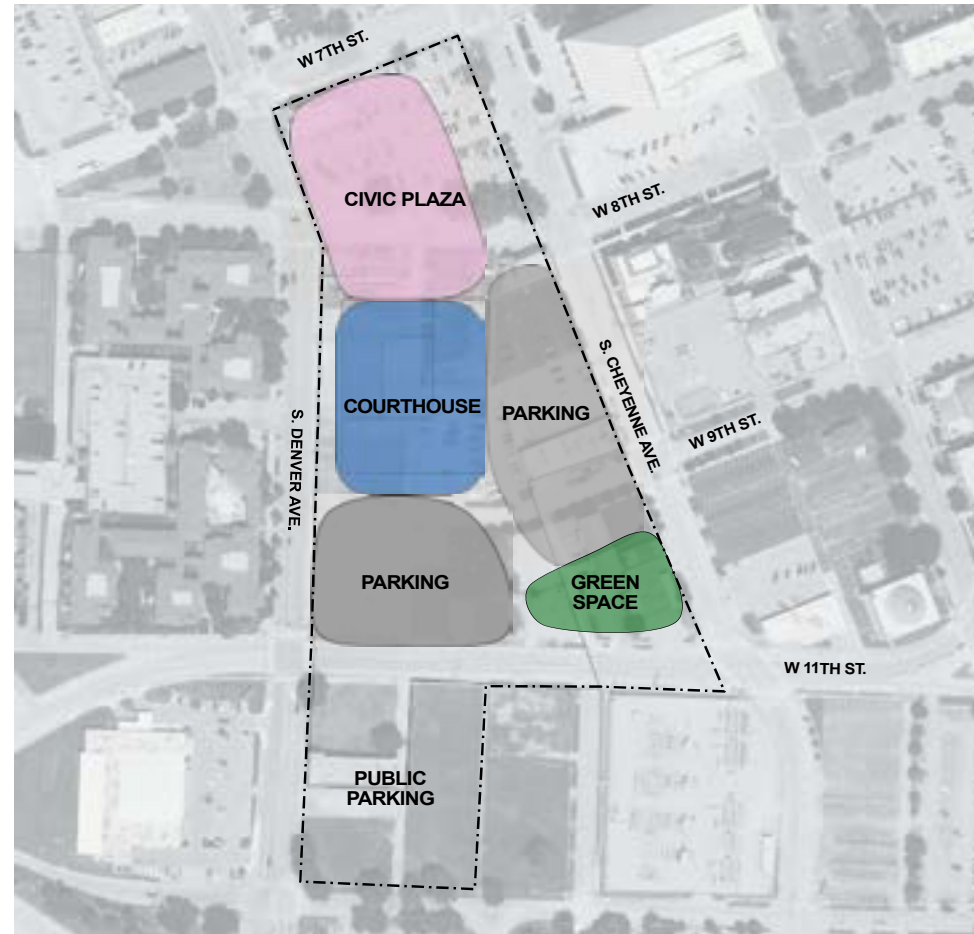 W 7TH ST.
CIVIC PLAZA
W 8TH ST.
S. CHEYENNE AVE.
COURTHOUSE
PARKING
S. DENVER AVE.
W 9TH ST.
PARKING
GREEN
SPACE
W 11TH ST.
PUBLIC
PARKING